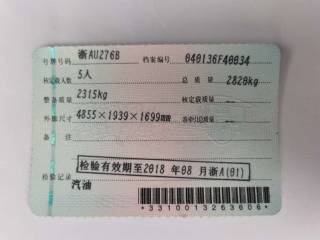 号牌号码 浙AU276B 档案编号 040136F40034
核定载人数 5人 总质量 2820kg
整备质量 2315kg 核定载质量 --
外廓尺寸 4855×1939×1699mm 准牵引总质量 --
备注
检验有效期至2018年08月浙A(01)
检验记录
汽油
*3310013263606*